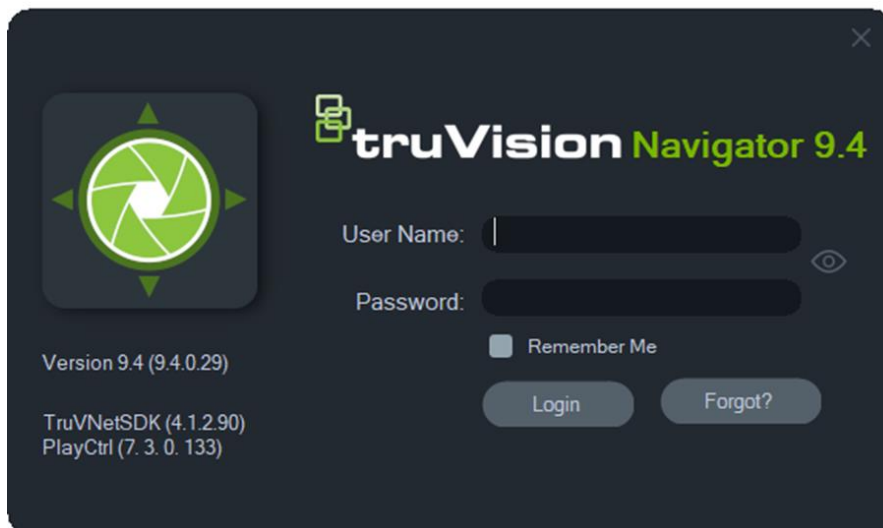 truVision Navigator 9.4
User Name:
Password:
Remember Me
Login
Forgot?
Version 9.4 (9.4.0.29)
TruVNetSDK (4.1.2.90)
PlayCtrl (7. 3. 0. 133)